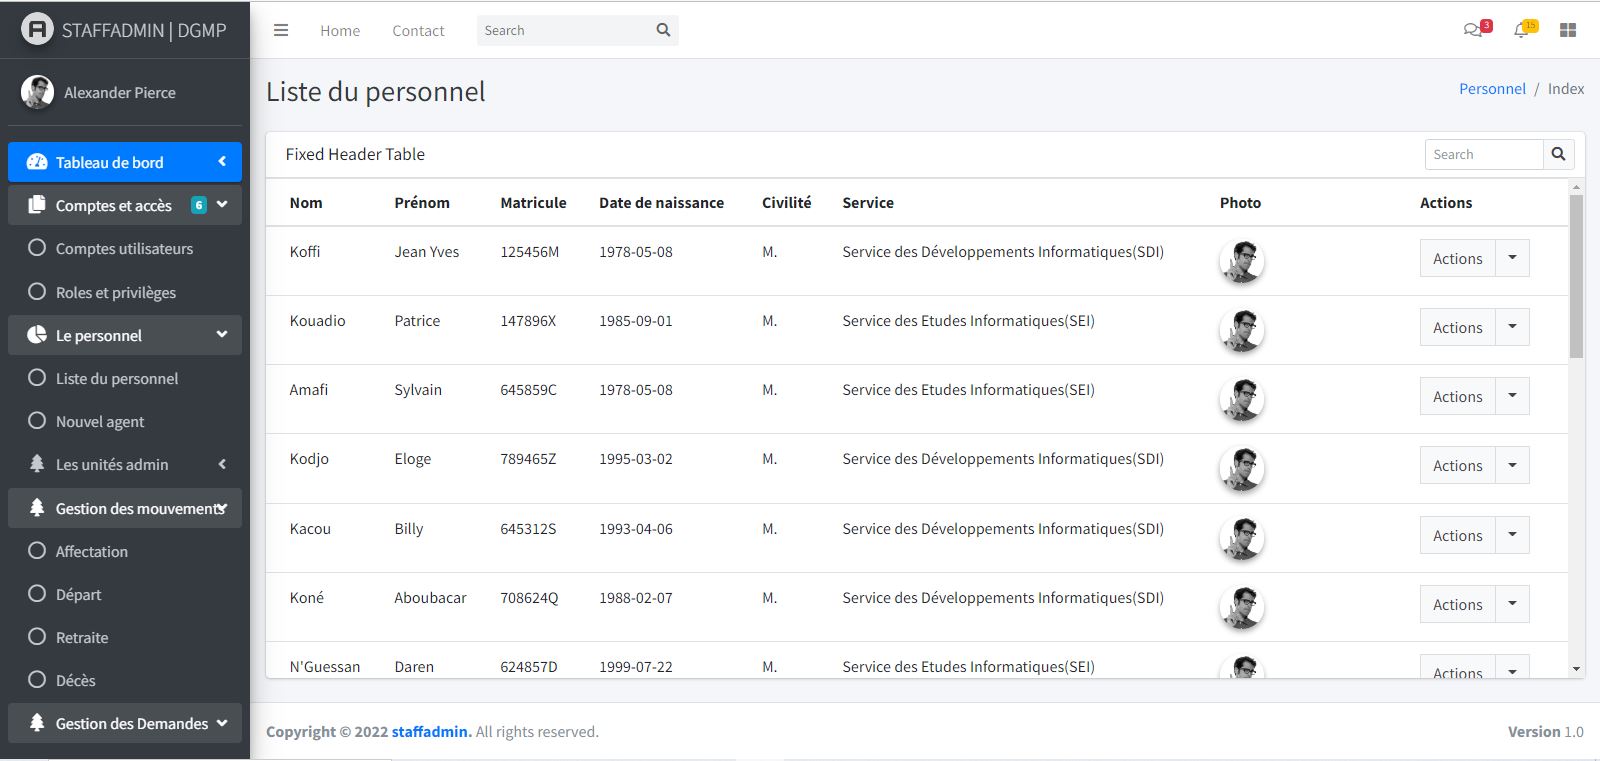 STAFFADMIN | DGMP
Home Contact Search 3 15
Alexander Pierce
Tableau de bord
Comptes et accès 6
Comptes utilisateurs
Roles et privilèges
Le personnel
Liste du personnel
Nouvel agent
Les unités admin
Gestion des mouvements
Affectation
Départ
Retraite
Décès
Gestion des Demandes
Liste du personnel
Personnel / Index
Fixed Header Table Search
Nom Prénom Matricule Date de naissance Civilité Service Photo Actions
Koffi Jean Yves 125456M 1978-05-08 M. Service des Développements Informatiques(SDI) Actions
Kouadio Patrice 147896X 1985-09-01 M. Service des Etudes Informatiques(SEI) Actions
Amafi Sylvain 645859C 1978-05-08 M. Service des Etudes Informatiques(SEI) Actions
Kodjo Eloge 789465Z 1995-03-02 M. Service des Développements Informatiques(SDI) Actions
Kacou Billy 645312S 1993-04-06 M. Service des Développements Informatiques(SDI) Actions
Koné Aboubacar 708624Q 1988-02-07 M. Service des Développements Informatiques(SDI) Actions
N'Guessan Daren 624857D 1999-07-22 M. Service des Etudes Informatiques(SEI) Actions
Copyright © 2022 staffadmin. All rights reserved.
Version 1.0